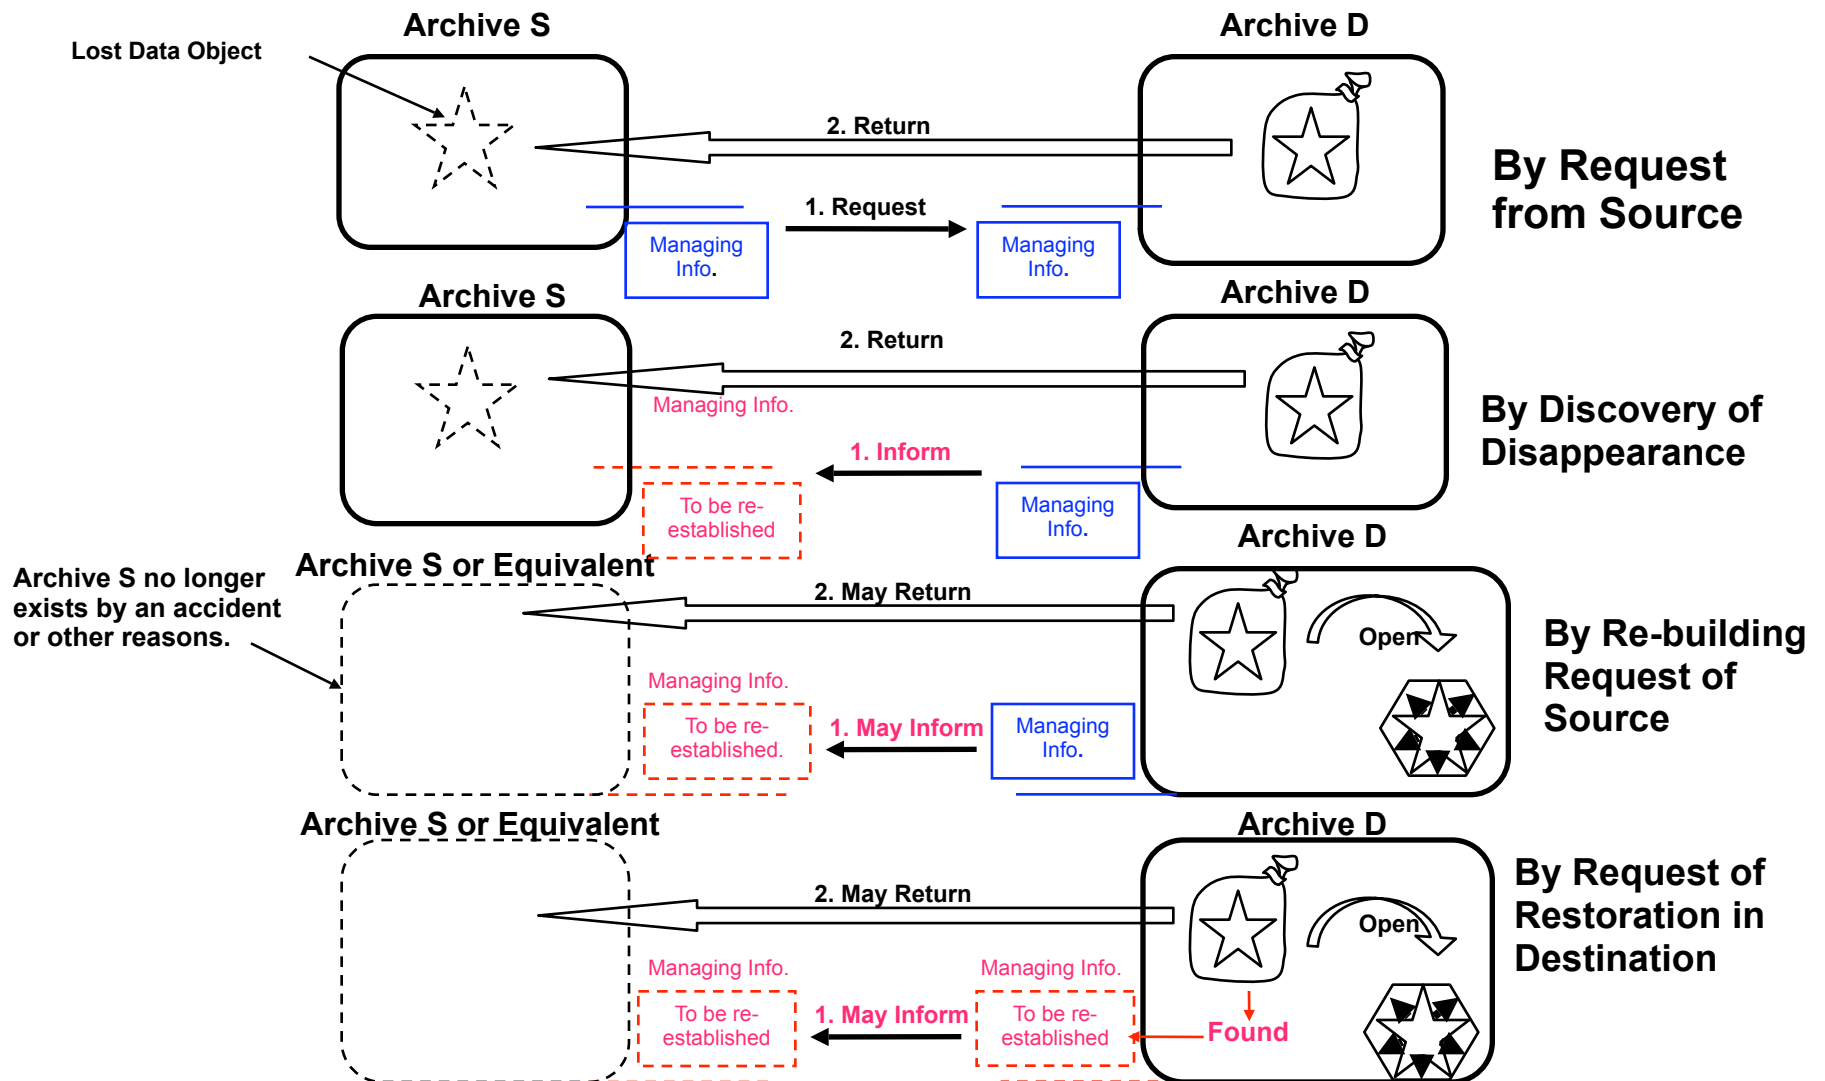 Archive S
Archive D
Lost Data Object
2. Return
1. Request
Managing
Info.
Managing
Info.
By Request
from Source
Archive S
Archive D
2. Return
Managing Info.
1. Inform
To be re-
established
Managing
Info.
By Discovery of
Disappearance
Archive S or Equivalent
Archive D
Archive S no longer
exists by an accident
or other reasons.
2. May Return
Open
Managing Info.
To be re-
established.
1. May Inform
Managing
Info.
By Re-building
Request of
Source
Archive S or Equivalent
Archive D
2. May Return
Open
Managing Info.
To be re-
established
1. May Inform
Managing Info.
To be re-
established
Found
By Request of
Restoration in
Destination